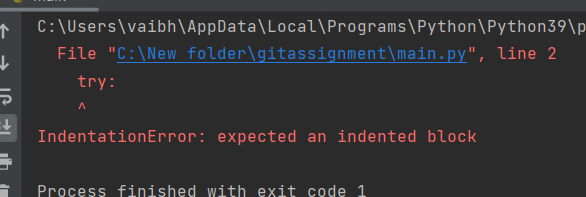 C:\Users\vaibh\AppData\Local\Programs\Python\Python39\p
File "C:\New folder\gitassignment\main.py", line 2
try:
^
IndentationError: expected an indented block
Process finished with exit code 1